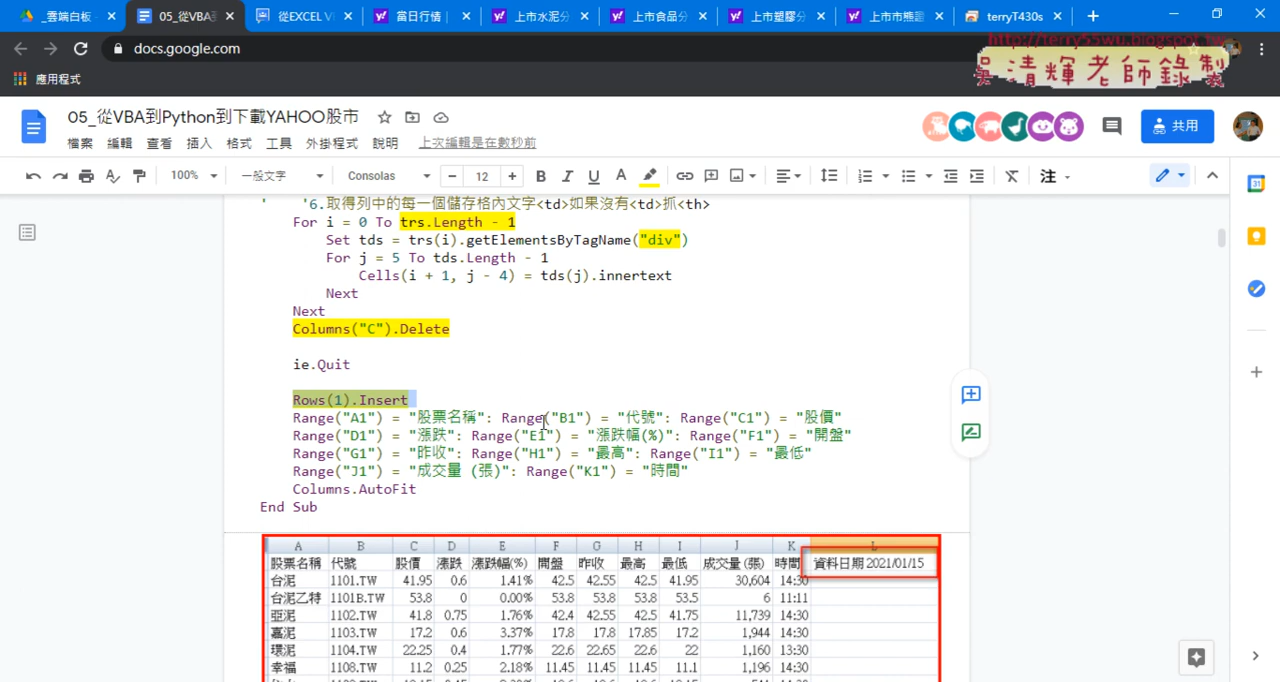 _雲端白板
05_從VBA到
從EXCEL V
當日行情 |
上市水泥分
上市食品分
上市塑膠分
terryT430s
docs.google.com
http://terry55wu.blogspot.tw
吳清輝老師錄製
應用程式
05_從VBA到Python到下載YAHOO股市
共用
檔案 編輯 查看 插入 格式 工具 外掛程式 說明 上次編輯是在數秒前
100% 一般文字 Consolas 12 B I U A 注
' '6.取得列中的每一個儲存格內文字<td>如果沒有<td>抓<th>
For i = 0 To trs.Length - 1
Set tds = trs(i).getElementsByTagName("div")
For j = 5 To tds.Length - 1
Cells(i + 1, j - 4) = tds(j).innertext
Next
Next
Columns("C").Delete
ie.Quit
Rows(1).Insert
Range("A1") = "股票名稱": Range("B1") = "代號": Range("C1") = "股價"
Range("D1") = "漲跌": Range("E1") = "漲跌幅(%)": Range("F1") = "開盤"
Range("G1") = "昨收": Range("H1") = "最高": Range("I1") = "最低"
Range("J1") = "成交量 (張)": Range("K1") = "時間"
Columns.AutoFit
End Sub
A B C D E F G H I J K L
股票名稱 代號 股價 漲跌 漲跌幅(%) 開盤 昨收 最高 最低 成交量 (張) 時間 資料日期 2021/01/15
台泥 1101.TW 41.95 0.6 1.41% 42.5 42.55 42.5 41.95 30,604 14:30
台泥乙特 1101B.TW 53.8 0 0.00% 53.8 53.8 53.8 53.5 6 11:11
亞泥 1102.TW 41.8 0.75 1.76% 42.4 42.55 42.5 41.75 11,739 14:30
嘉泥 1103.TW 17.2 0.6 3.37% 17.8 17.8 17.85 17.2 1,944 14:30
環泥 1104.TW 22.25 0.4 1.77% 22.6 22.65 22.6 22 1,160 13:30
幸福 1108.TW 11.2 0.25 2.18% 11.45 11.45 11.45 11.1 1,196 14:30